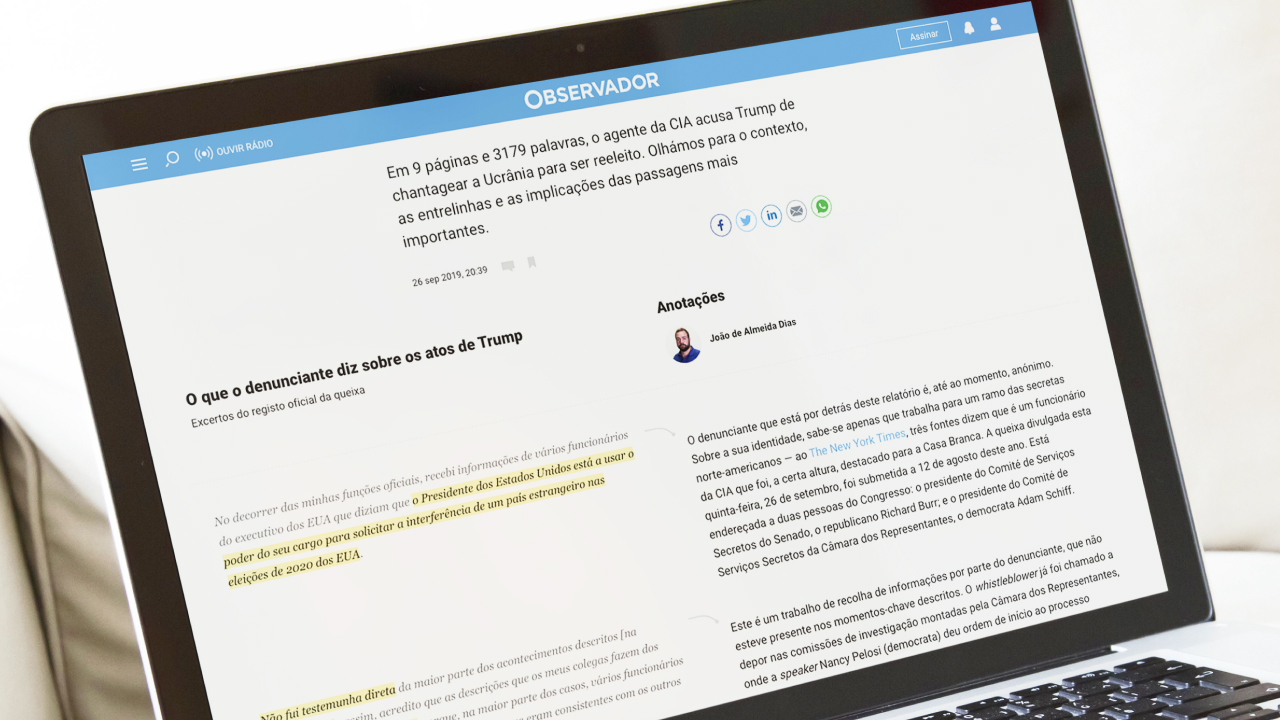 OUVIR RÁDIO
OBSERVADOR
Assinar
Em 9 páginas e 3179 palavras, o agente da CIA acusa Trump de
chantagear a Ucrânia para ser reeleito. Olhámos para o contexto,
as entrelinhas e as implicações das passagens mais
importantes.
26 sep 2019, 20:39
O que o denunciante diz sobre os atos de Trump
Excertos do registo oficial da queixa
No decorrer das minhas funções oficiais, recebi informações de vários funcionários
do executivo dos EUA que diziam que o Presidente dos Estados Unidos está a usar o
poder do seu cargo para solicitar a interferência de um país estrangeiro nas
eleições de 2020 dos EUA.
Não fui testemunha direta da maior parte dos acontecimentos descritos [na
acredito que as descrições que os meus colegas fazem dos
na maior parte dos casos, vários funcionários
eram consistentes com os outros
Anotações
João de Almeida Dias
O denunciante que está por detrás deste relatório é, até ao momento, anónimo.
Sobre a sua identidade, sabe-se apenas que trabalha para um ramo das secretas
norte-americanos — ao The New York Times, três fontes dizem que é um funcionário
da CIA que foi, a certa altura, destacado para a Casa Branca. A queixa divulgada esta
quinta-feira, 26 de setembro, foi submetida a 12 de agosto deste ano. Está
endereçada a duas pessoas do Congresso: o presidente do Comité de Serviços
Secretos do Senado, o republicano Richard Burr; e o presidente do Comité de
Serviços Secretos da Câmara dos Representantes, o democrata Adam Schiff.
Este é um trabalho de recolha de informações por parte do denunciante, que não
esteve presente nos momentos-chave descritos. O whistleblower já foi chamado a
depor nas comissões de investigação montadas pela Câmara dos Representantes,
onde a speaker Nancy Pelosi (democrata) deu ordem de início ao processo